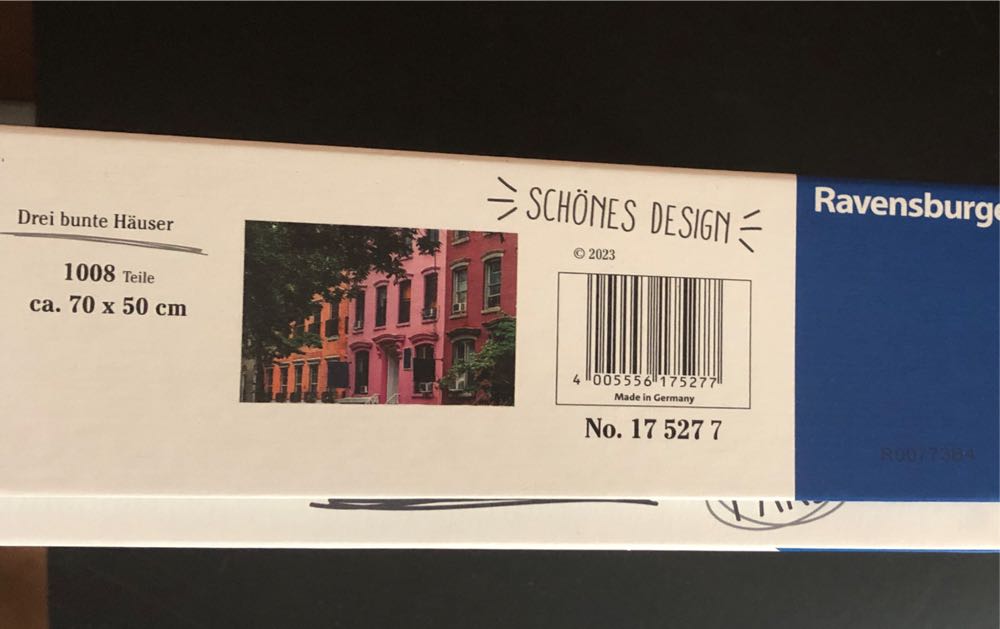 Drei bunte Häuser
1008 Teile
ca. 70 x 50 cm
SCHÖNES DESIGN
© 2023
4 005556 175277
Made in Germany
No. 17 527 7
Ravensburge